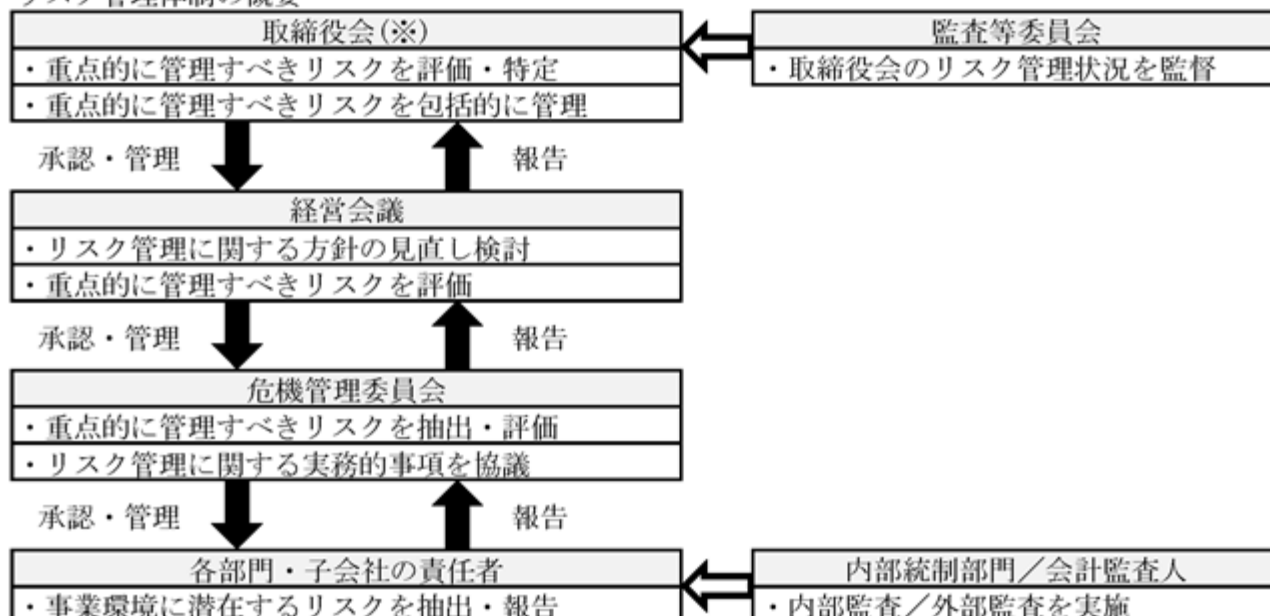 リスク管理体制の概要
取締役会(※)
・重点的に管理すべきリスクを評価・特定
・重点的に管理すべきリスクを包括的に管理
監査等委員会
・取締役会のリスク管理状況を監督
承認・管理
報告
経営会議
・リスク管理に関する方針の見直し検討
・重点的に管理すべきリスクを評価
承認・管理
報告
危機管理委員会
・重点的に管理すべきリスクを抽出・評価
・リスク管理に関する実務的事項を協議
承認・管理
報告
各部門・子会社の責任者
・事業環境に潜在するリスクを抽出・報告
内部統制部門／会計監査人
・内部監査／外部監査を実施